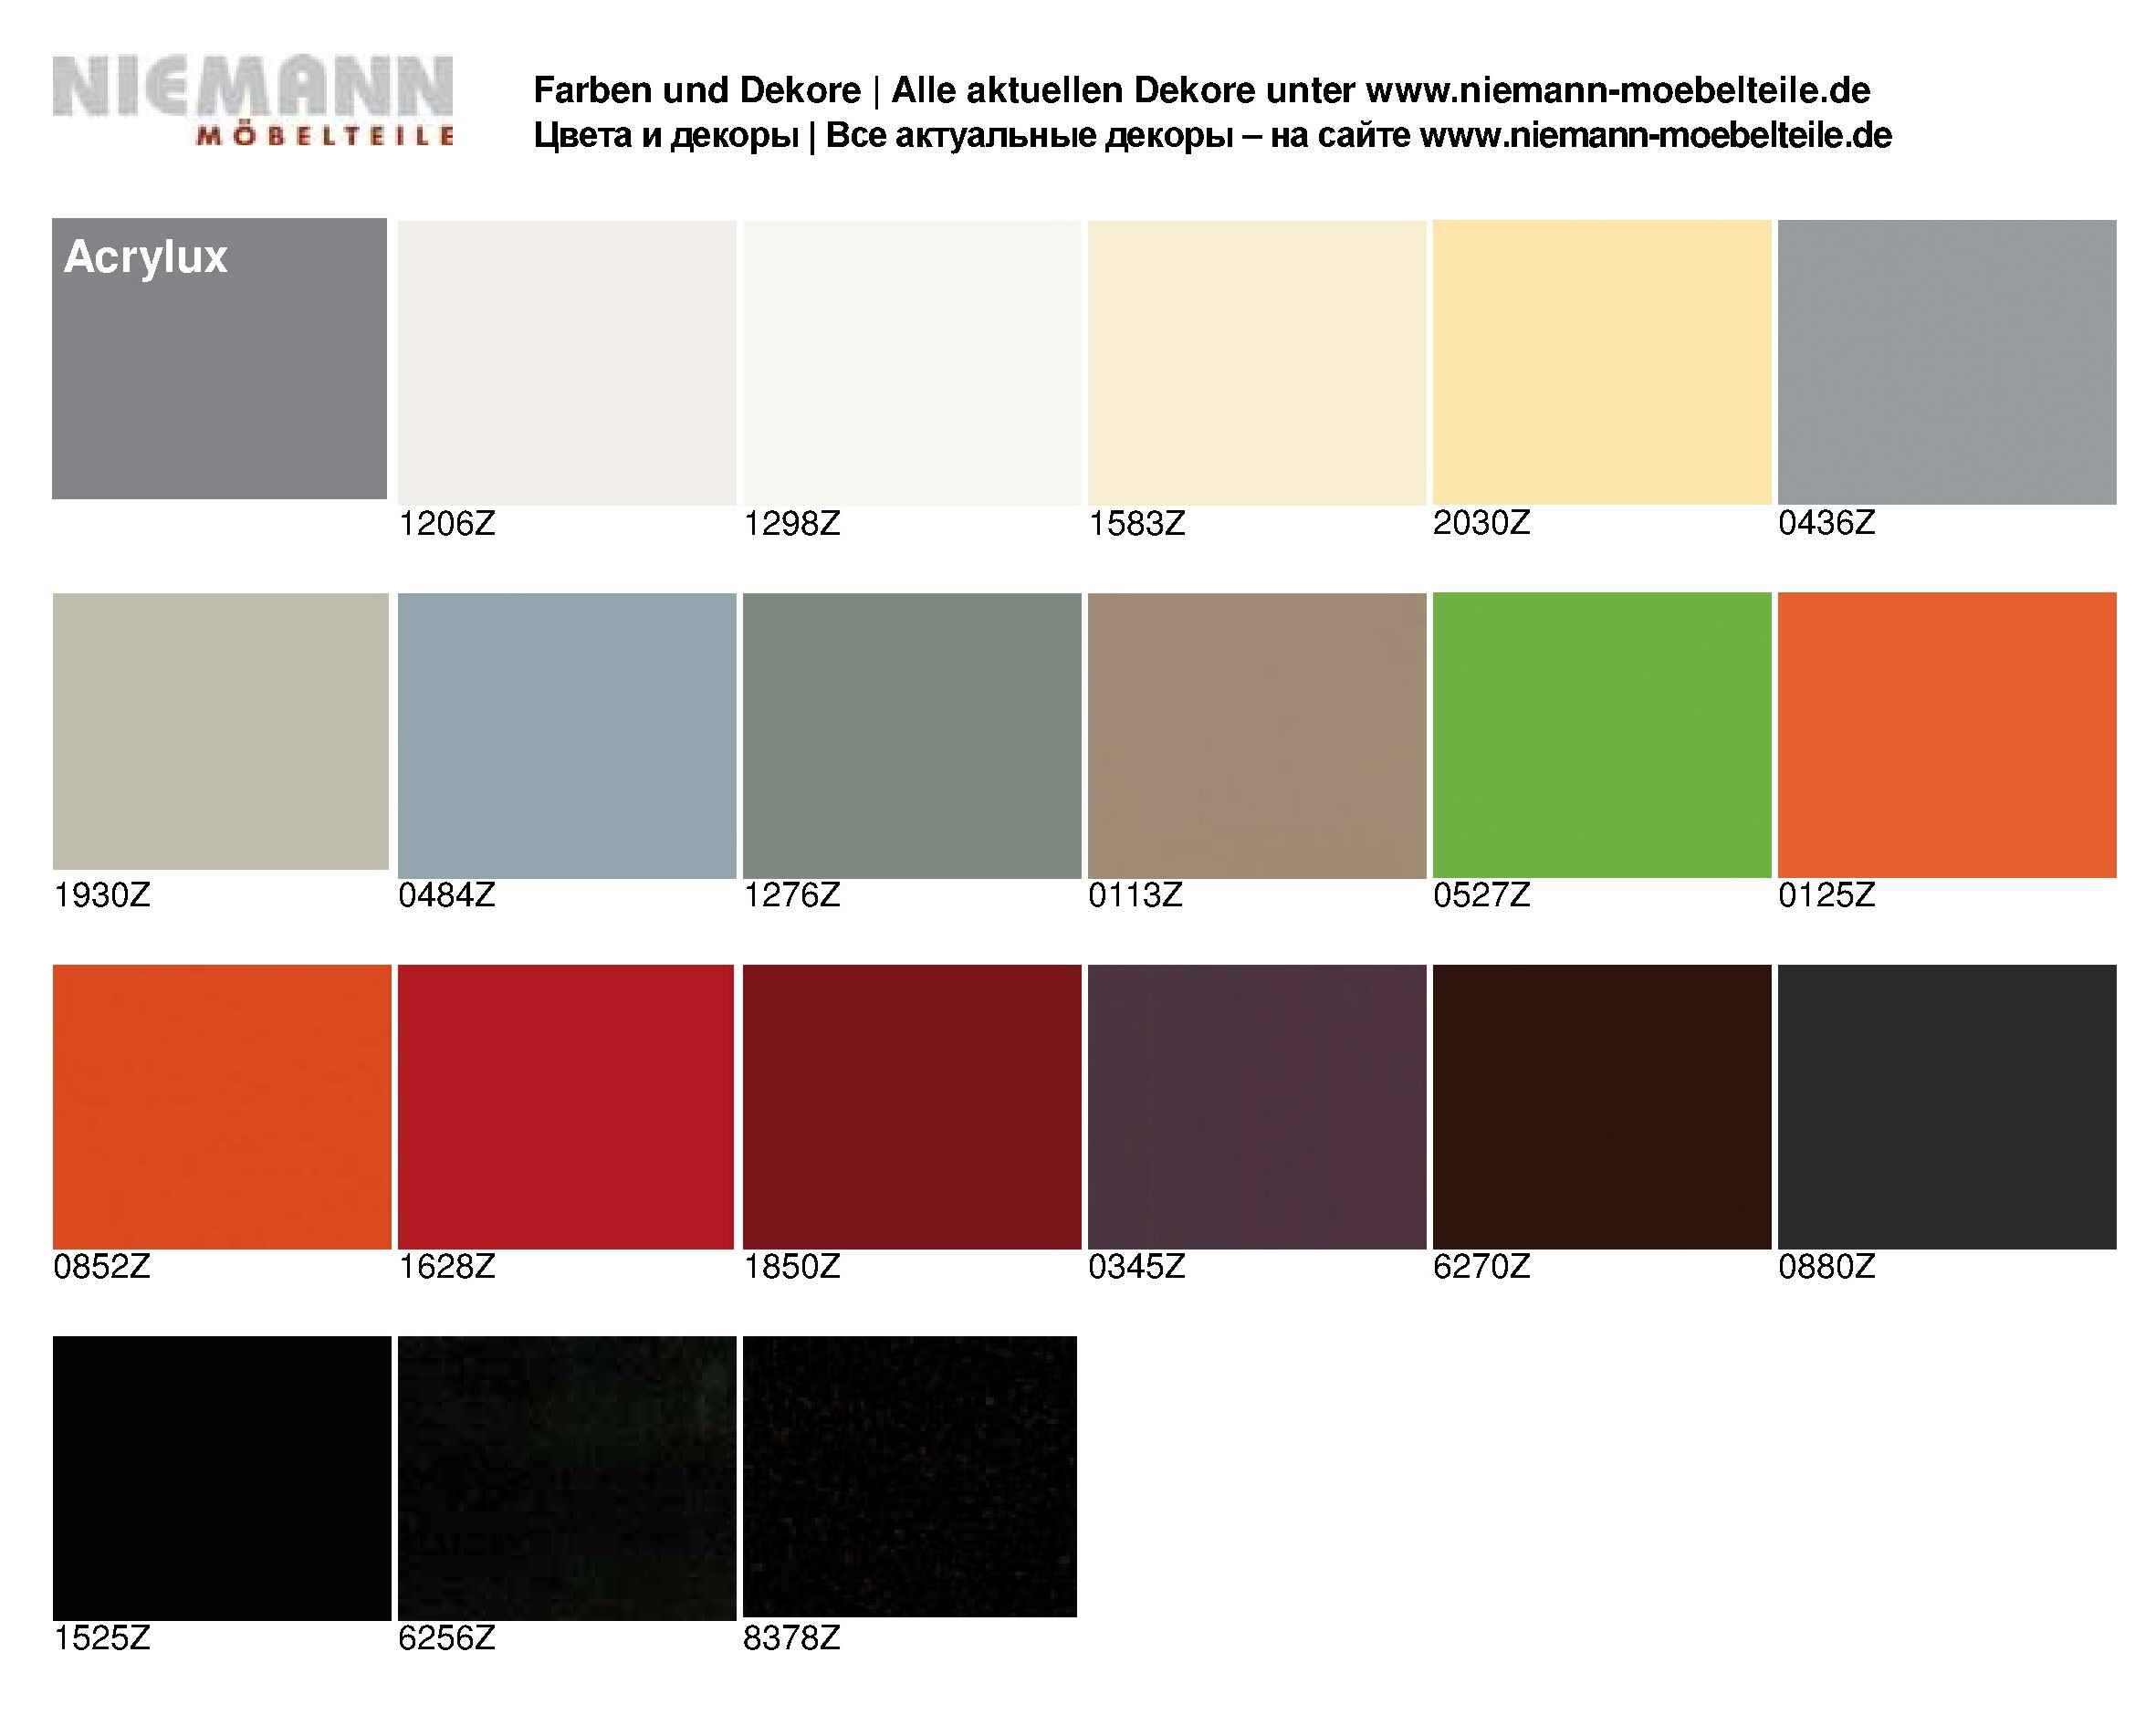 NIEMANN
MÖBELTEILE
Farben und Dekore | Alle aktuellen Dekore unter www.niemann-moebelteile.de
Цвета и декоры | Все актуальные декоры – на сайте www.niemann-moebelteile.de
Acrylux
1206Z 1298Z 1583Z 2030Z 0436Z
1930Z 0484Z 1276Z 0113Z 0527Z 0125Z
0852Z 1628Z 1850Z 0345Z 6270Z 0880Z
1525Z 6256Z 8378Z